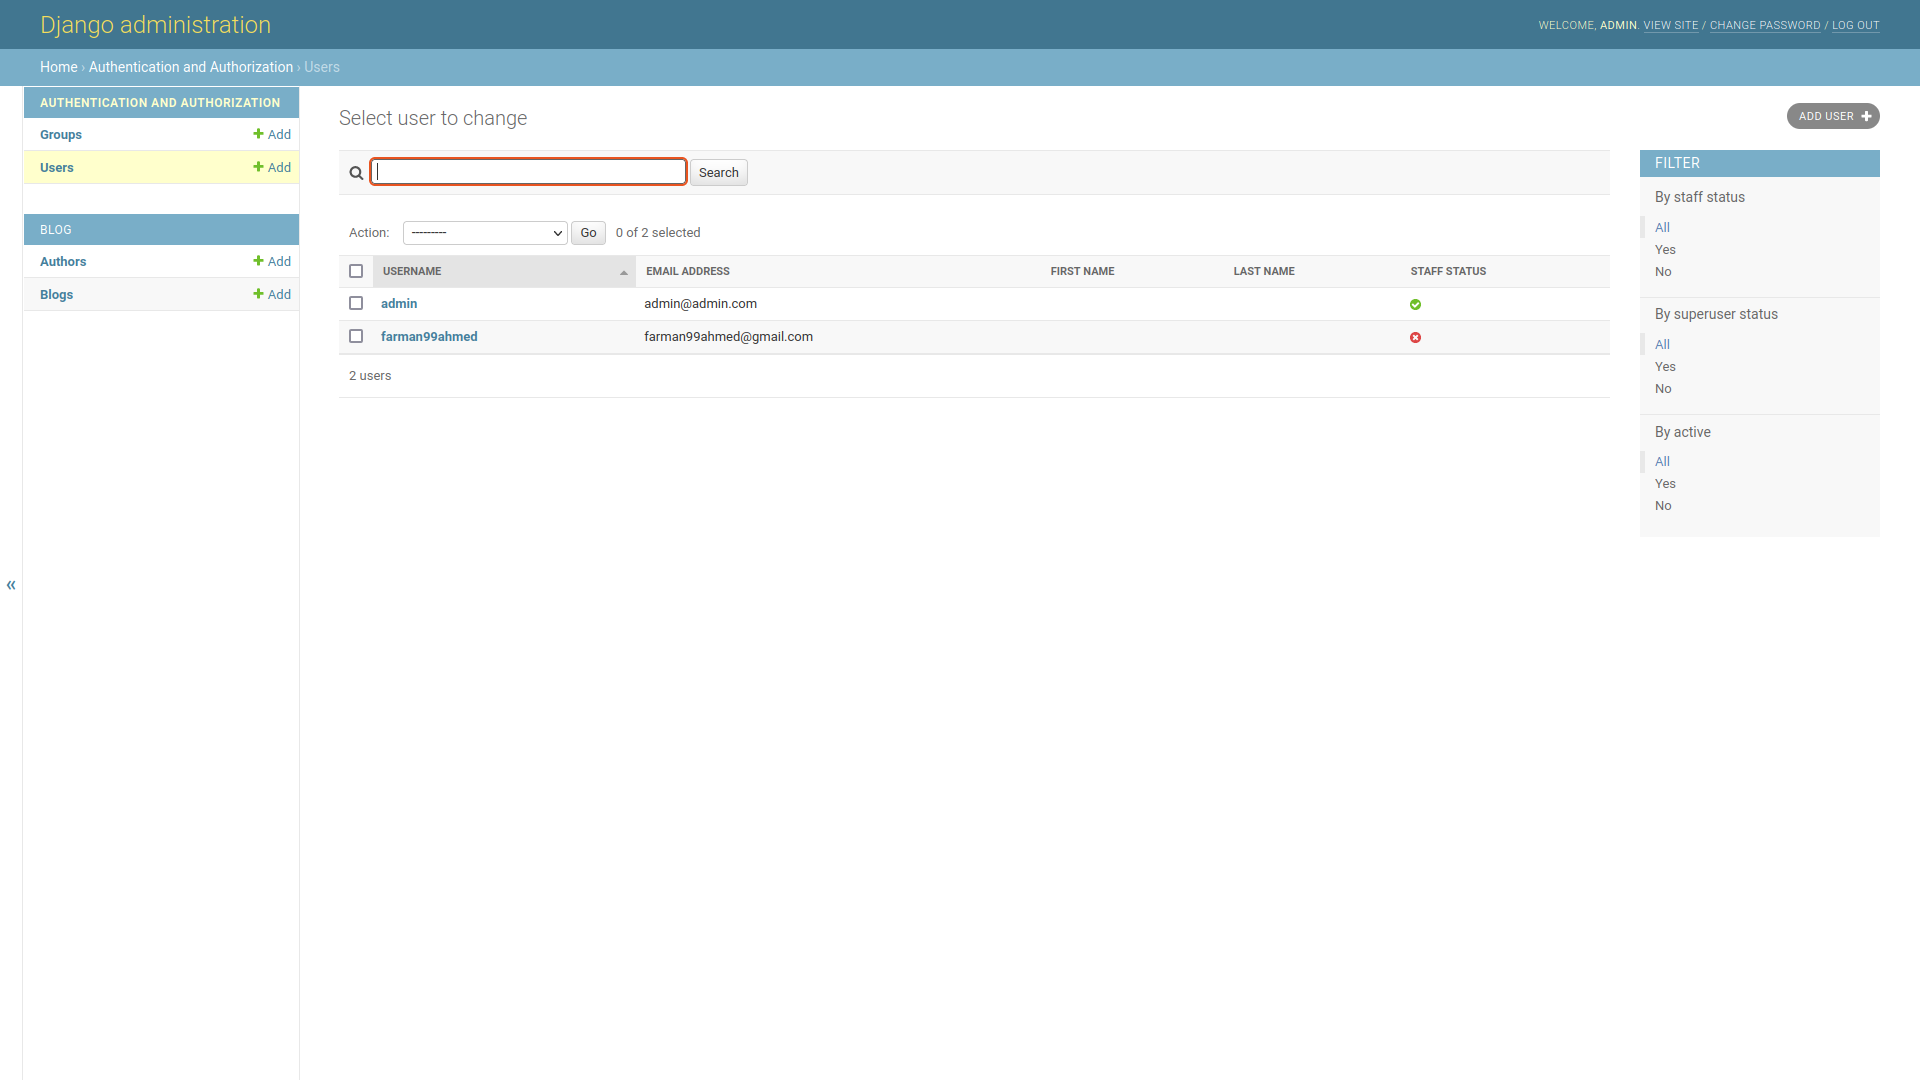 Django administration
WELCOME, ADMIN. VIEW SITE / CHANGE PASSWORD / LOG OUT
Home › Authentication and Authorization › Users
AUTHENTICATION AND AUTHORIZATION
Groups + Add
Users + Add
BLOG
Authors + Add
Blogs + Add
«
Select user to change
ADD USER +
Search
Action: --------- Go 0 of 2 selected
USERNAME EMAIL ADDRESS FIRST NAME LAST NAME STAFF STATUS
admin admin@admin.com
farman99ahmed farman99ahmed@gmail.com
2 users
FILTER
By staff status
All
Yes
No
By superuser status
All
Yes
No
By active
All
Yes
No